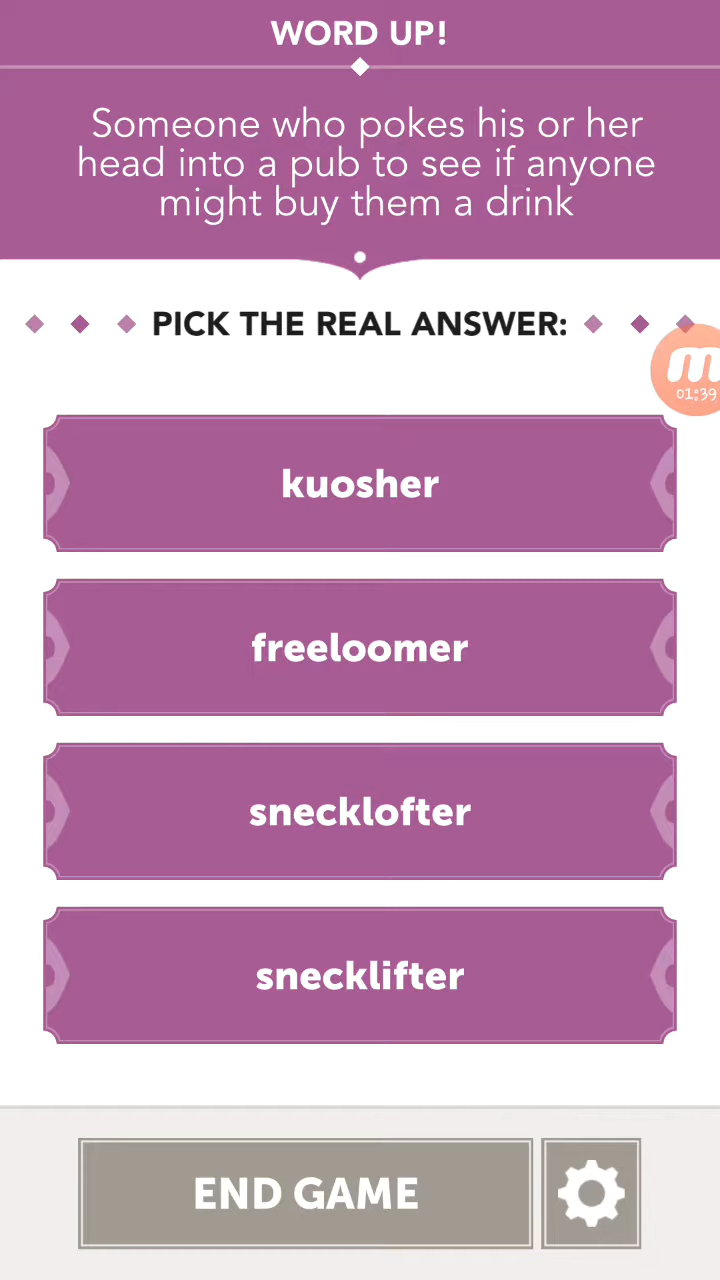 WORD UP!
Someone who pokes his or her
head into a pub to see if anyone
might buy them a drink
PICK THE REAL ANSWER:
m
01:39
kuosher
freeloomer
snecklofter
snecklifter
END GAME